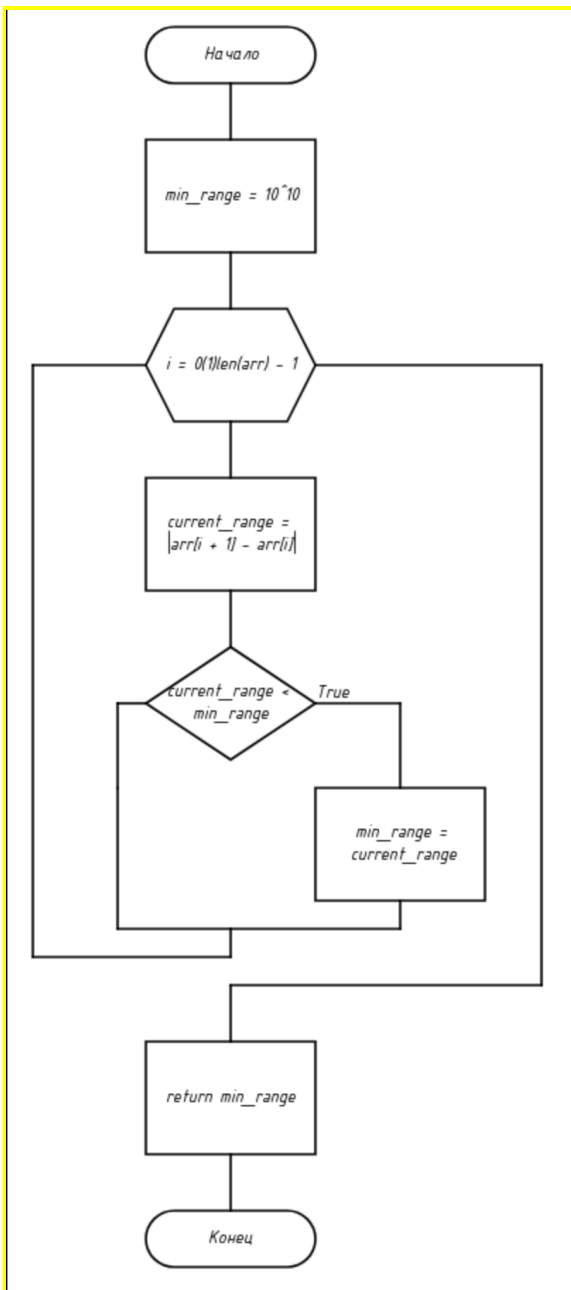 Начало
min_range = 10^10
i = 0(1)len(arr) - 1
current_range =
|arr[i + 1] - arr[i]|
current_range <
min_range
True
min_range =
current_range
return min_range
Конец